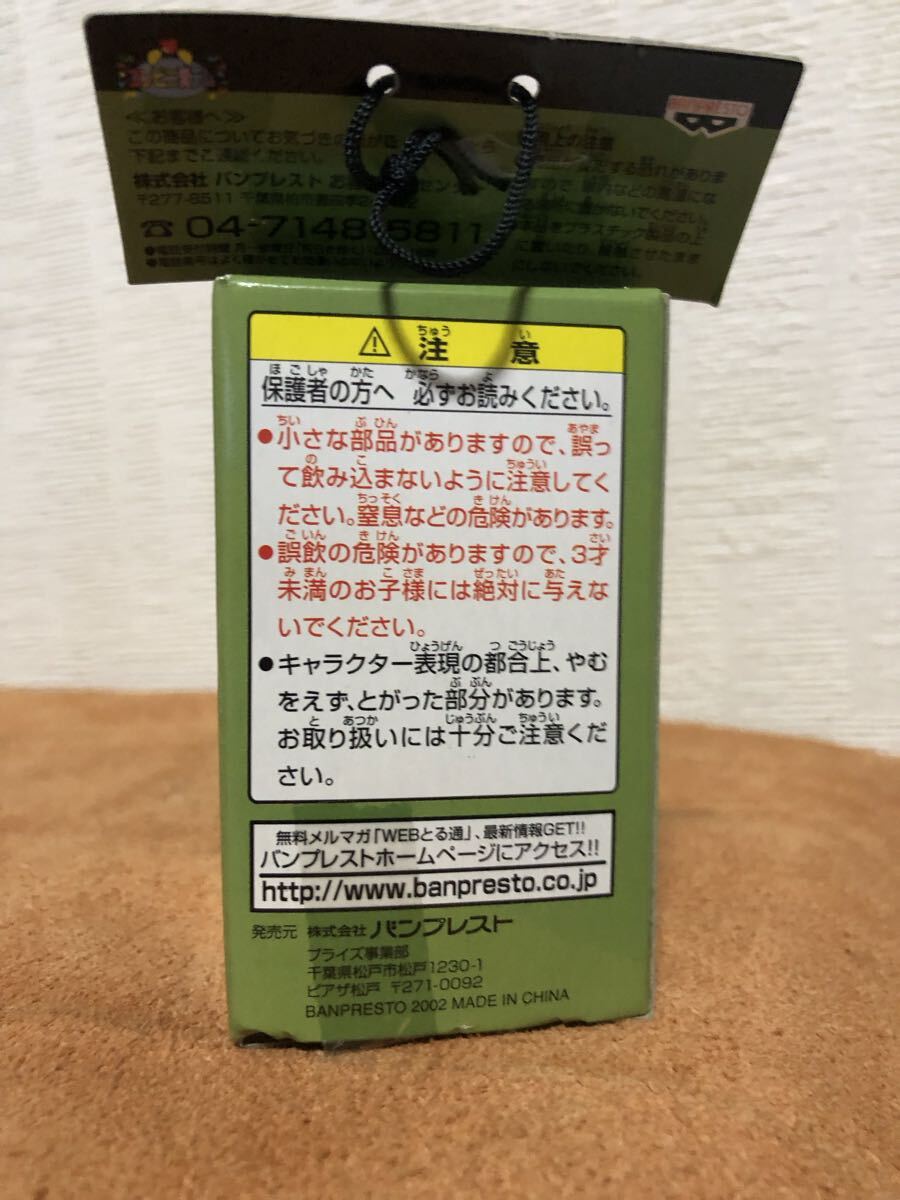 ≪お客様へ≫
この商品についてお気づきの
下記までご連絡ください。
株式会社 バンプレスト お
〒277-8511 千葉県柏市
☎ 04-7148-5811
BANPRESTO
上の注意
⚠ 注意
保護者の方へ 必ずお読みください。
●小さな部品がありますので、誤っ
て飲み込まないように注意してく
ださい。窒息などの危険があります。
●誤飲の危険がありますので、3才
未満のお子様には絶対に与えな
いでください。
●キャラクター表現の都合上、やむ
をえず、とがった部分があります。
お取り扱いには十分ご注意くだ
さい。
無料メルマガ「WEBとる通」、最新情報GET!!
バンプレストホームページにアクセス!!
http://www.banpresto.co.jp
発売元 株式会社 バンプレスト
プライズ事業部
千葉県松戸市松戸1230-1
ピアザ松戸 〒271-0092
BANPRESTO 2002 MADE IN CHINA